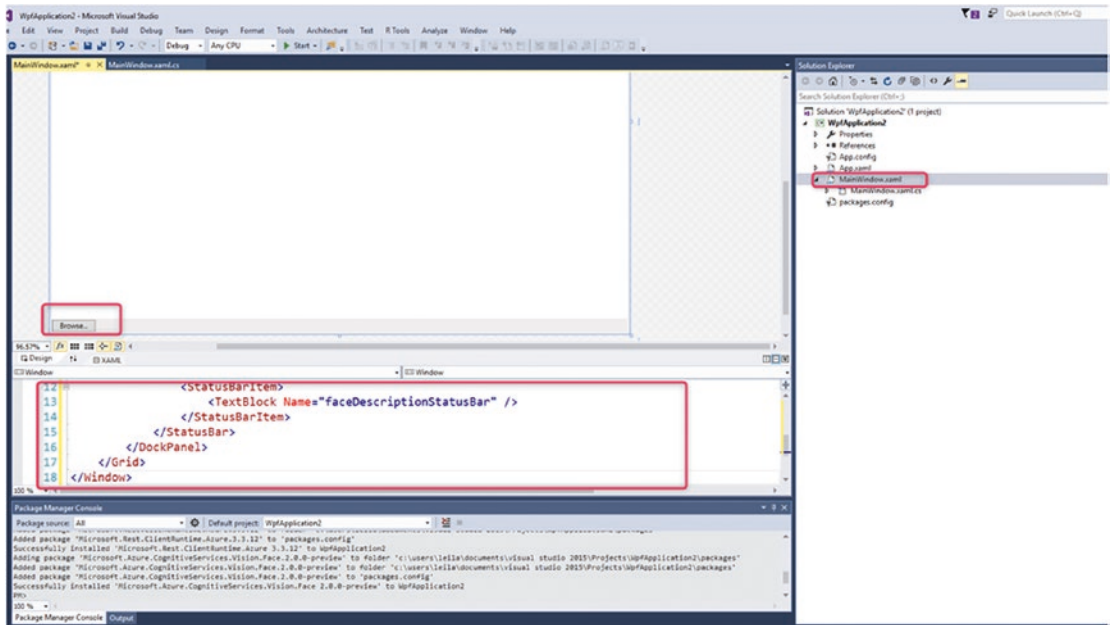 WpfApplication2 - Microsoft Visual Studio
Quick Launch (Ctrl+Q)
Edit View Project Build Debug Team Design Format Tools Architecture Test R Tools Analyze Window Help
Debug Any CPU Start
MainWindow.xaml* MainWindow.xaml.cs
Solution Explorer
Search Solution Explorer (Ctrl+;)
Solution 'WpfApplication2' (1 project)
WpfApplication2
Properties
References
App.config
App.xaml
MainWindow.xaml
MainWindow.xaml.cs
packages.config
Browse...
96.57%
Design XAML
Window Window
12 <StatusBarItem>
13 <TextBlock Name="faceDescriptionStatusBar" />
14 </StatusBarItem>
15 </StatusBar>
16 </DockPanel>
17 </Grid>
18 </Window>
100 %
Package Manager Console
Package source: All Default project: WpfApplication2
Added package 'Microsoft.Rest.ClientRuntime.Azure.3.3.12' to 'packages.config'
Successfully installed 'Microsoft.Rest.ClientRuntime.Azure 3.3.12' to WpfApplication2
Adding package 'Microsoft.Azure.CognitiveServices.Vision.Face.2.0.0-preview' to folder 'c:\users\leila\documents\visual studio 2015\Projects\WpfApplication2\packages'
Added package 'Microsoft.Azure.CognitiveServices.Vision.Face.2.0.0-preview' to folder 'c:\users\leila\documents\visual studio 2015\Projects\WpfApplication2\packages'
Added package 'Microsoft.Azure.CognitiveServices.Vision.Face.2.0.0-preview' to 'packages.config'
Successfully installed 'Microsoft.Azure.CognitiveServices.Vision.Face 2.0.0-preview' to WpfApplication2
PM>
100 %
Package Manager Console Output